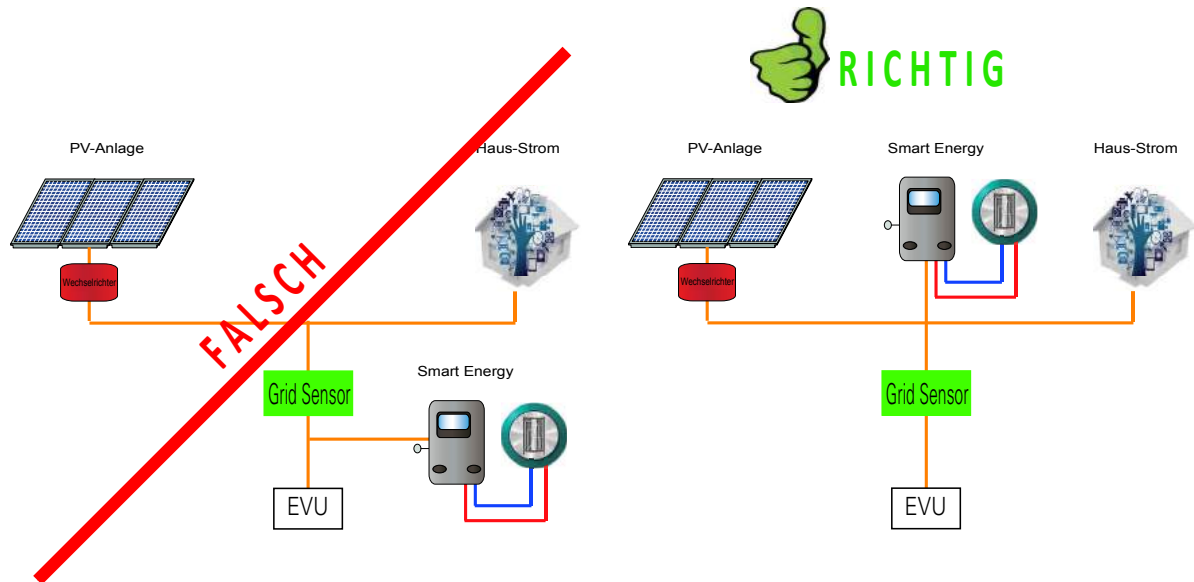 PV-Anlage
Haus-Strom
Wechselrichter
FALSCH
Grid Sensor
Smart Energy
EVU
RICHTIG
PV-Anlage
Smart Energy
Haus-Strom
Wechselrichter
Grid Sensor
EVU